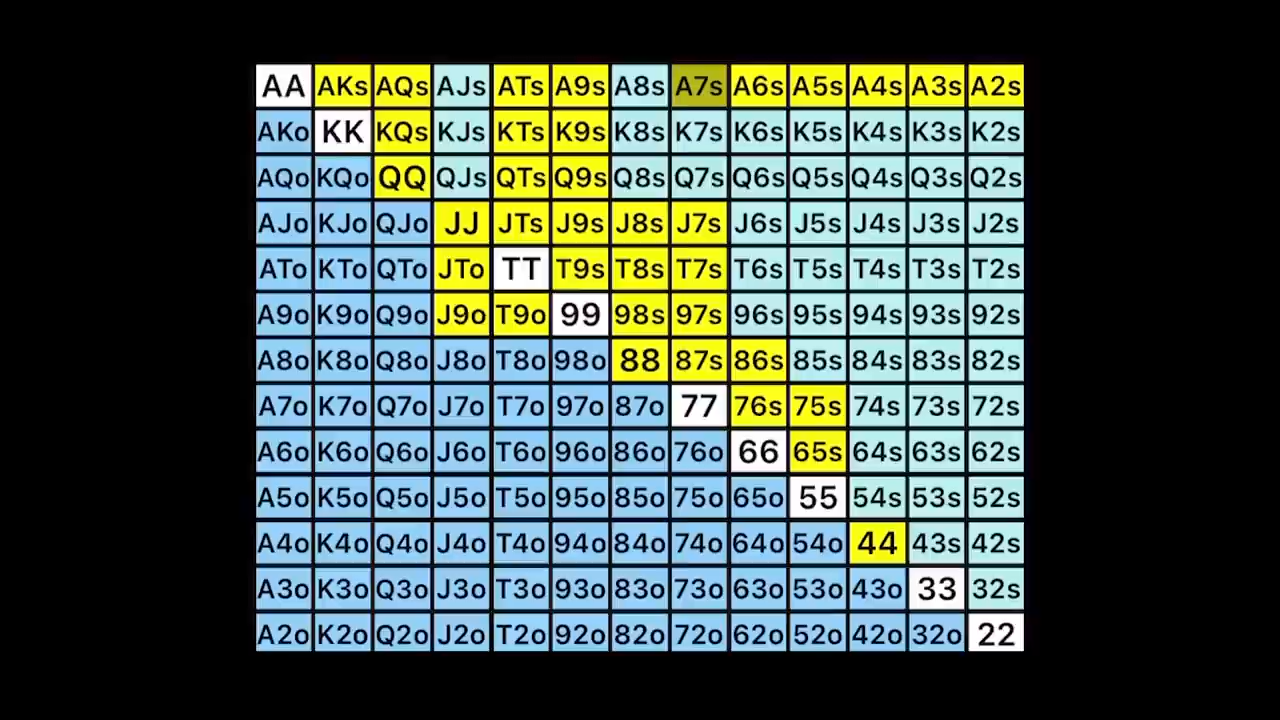 AA AKs AQs AJs ATs A9s A8s A7s A6s A5s A4s A3s A2s
AKo KK KQs KJs KTs K9s K8s K7s K6s K5s K4s K3s K2s
AQo KQo QQ QJs QTs Q9s Q8s Q7s Q6s Q5s Q4s Q3s Q2s
AJo KJo QJo JJ JTs J9s J8s J7s J6s J5s J4s J3s J2s
ATo KTo QTo JTo TT T9s T8s T7s T6s T5s T4s T3s T2s
A9o K9o Q9o J9o T9o 99 98s 97s 96s 95s 94s 93s 92s
A8o K8o Q8o J8o T8o 98o 88 87s 86s 85s 84s 83s 82s
A7o K7o Q7o J7o T7o 97o 87o 77 76s 75s 74s 73s 72s
A6o K6o Q6o J6o T6o 96o 86o 76o 66 65s 64s 63s 62s
A5o K5o Q5o J5o T5o 95o 85o 75o 65o 55 54s 53s 52s
A4o K4o Q4o J4o T4o 94o 84o 74o 64o 54o 44 43s 42s
A3o K3o Q3o J3o T3o 93o 83o 73o 63o 53o 43o 33 32s
A2o K2o Q2o J2o T2o 92o 82o 72o 62o 52o 42o 32o 22